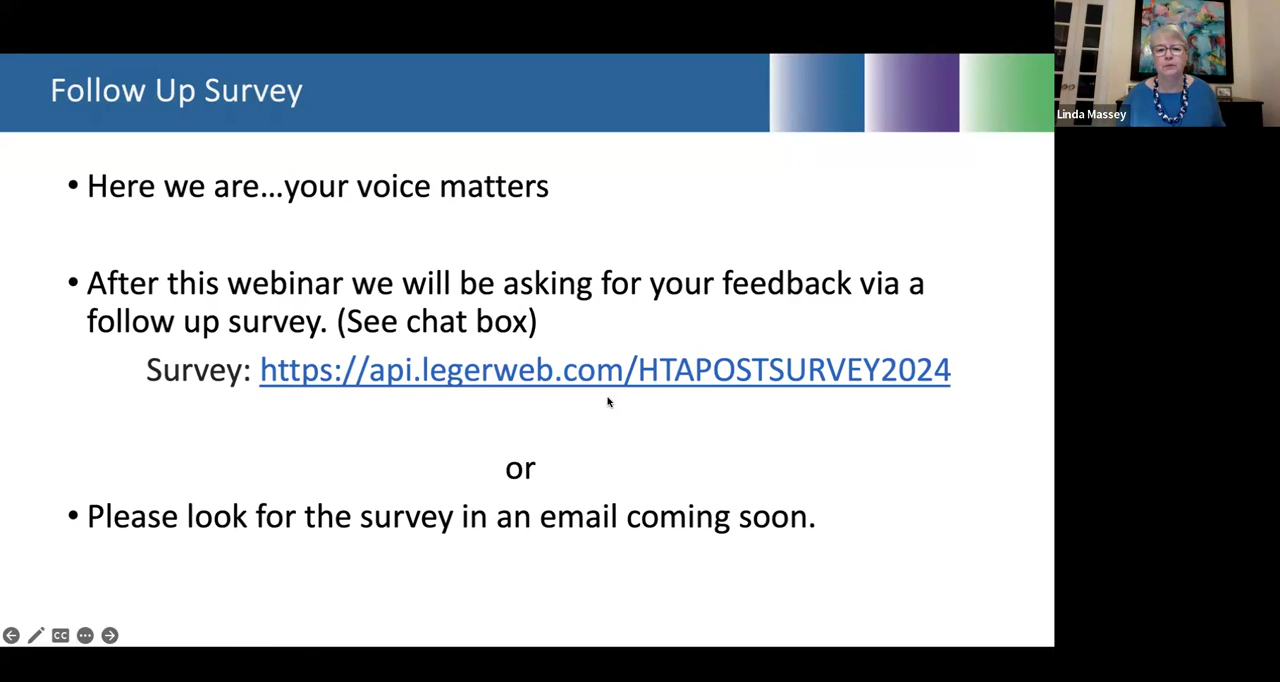 Follow Up Survey
Linda Massey
• Here we are...your voice matters
• After this webinar we will be asking for your feedback via a
follow up survey. (See chat box)
Survey: https://api.legerweb.com/HTAPOSTSURVEY2024
or
• Please look for the survey in an email coming soon.
CC